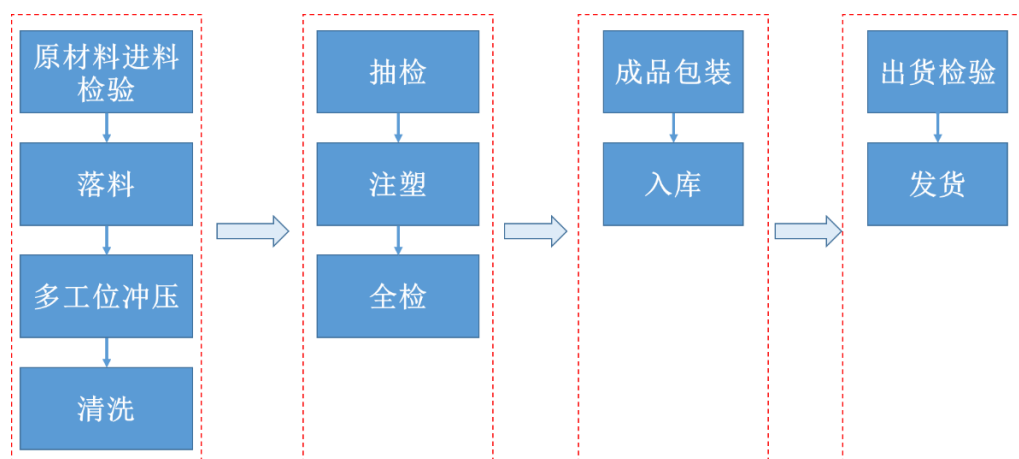 原材料进料
检验
落料
多工位冲压
清洗
抽检
注塑
全检
成品包装
入库
出货检验
发货